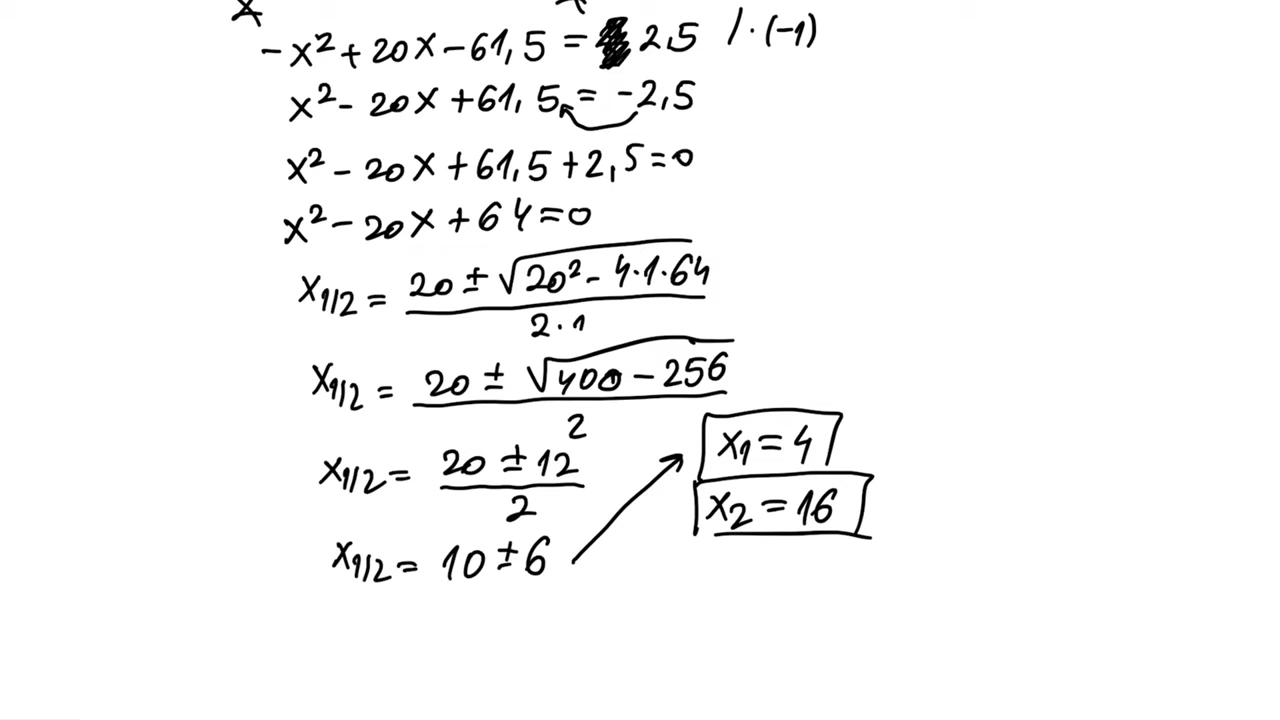 -x² + 20x - 61,5 = 2,5 /·(-1)
x² - 20x + 61,5 = -2,5
x² - 20x + 61,5 + 2,5 = 0
x² - 20x + 64 = 0
x1/2 = 20 ± √20² - 4·1·64
2·1
x1/2 = 20 ± √400 - 256
2
x1/2 = 20 ± 12
2
x1/2 = 10 ± 6
x1 = 4
x2 = 16